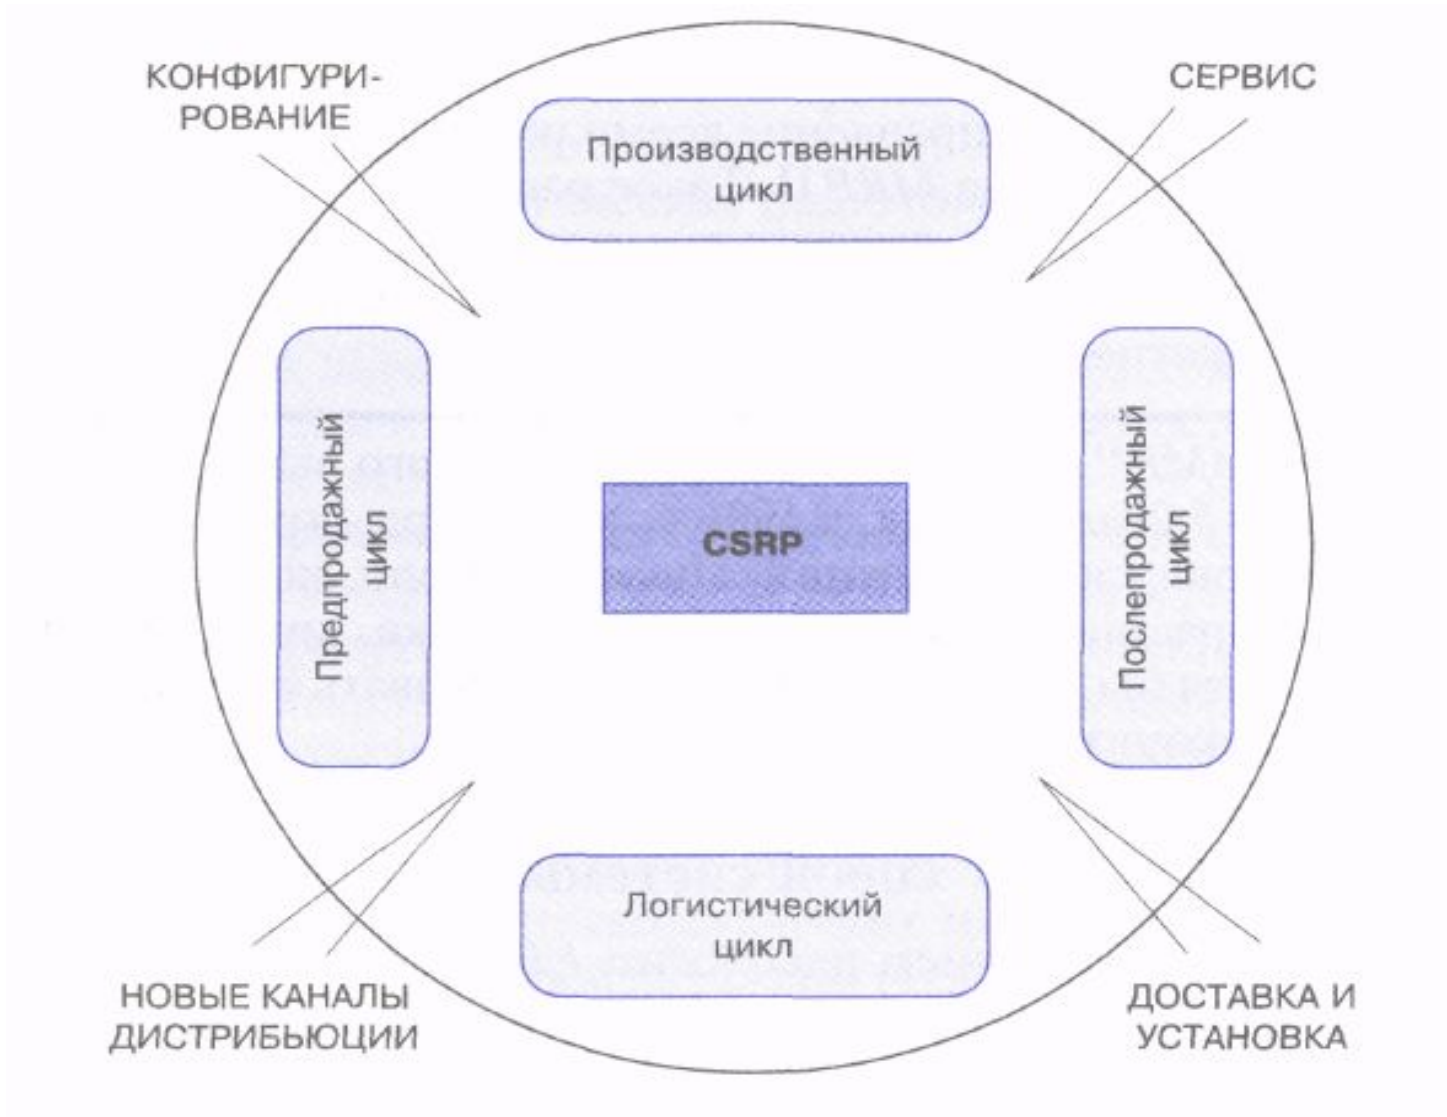 КОНФИГУРИ-
РОВАНИЕ
СЕРВИС
Производственный
цикл
Предпродажный
цикл
CSRP
Послепродажный
цикл
Логистический
цикл
НОВЫЕ КАНАЛЫ
ДИСТРИБЬЮЦИИ
ДОСТАВКА И
УСТАНОВКА